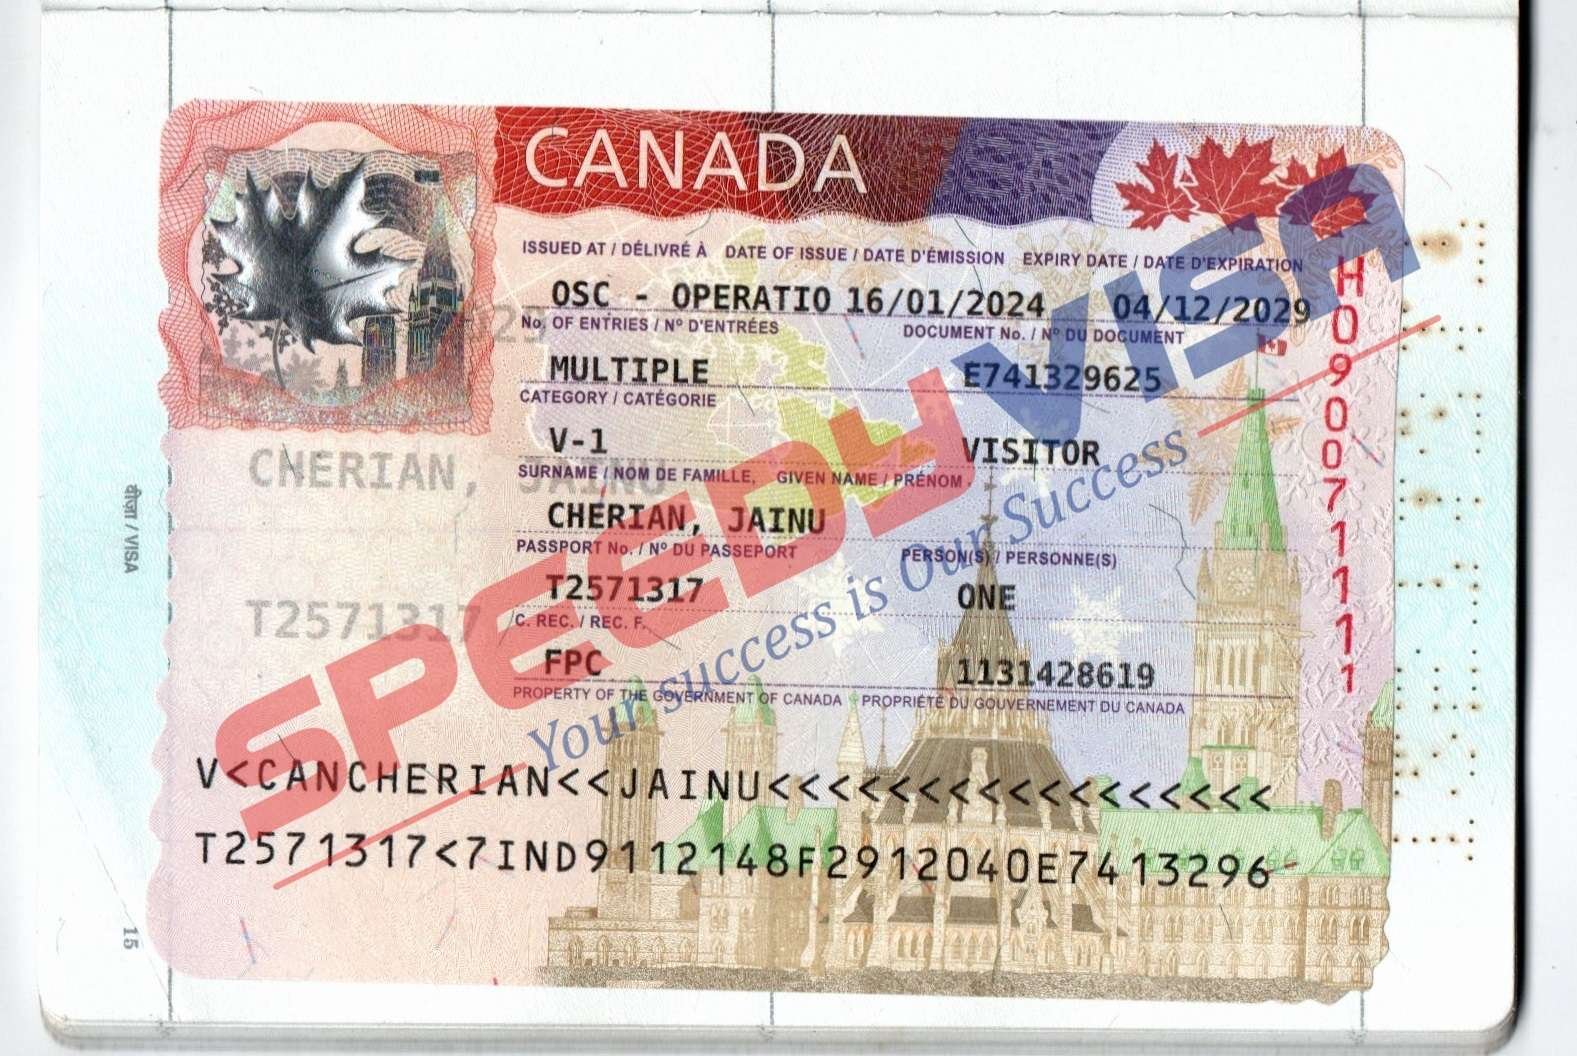 CANADA
ISSUED AT / DÉLIVRÉ À DATE OF ISSUE / DATE D'ÉMISSION EXPIRY DATE / DATE D'EXPIRATION
OSC - OPERATIO 16/01/2024 04/12/2029
No. OF ENTRIES / Nº D'ENTRÉES DOCUMENT No. / Nº DU DOCUMENT
MULTIPLE E741329625
CATEGORY / CATÉGORIE
V-1 VISITOR
SURNAME / NOM DE FAMILLE, GIVEN NAME / PRÉNOM
CHERIAN, JAINU
PASSPORT No. / Nº DU PASSEPORT PERSON(S) / PERSONNE(S)
T2571317 ONE
C. REC. / REC. F.
FPC 1131428619
PROPERTY OF THE GOVERNMENT OF CANADA PROPRIÉTÉ DU GOUVERNEMENT DU CANADA
V<CANCHERIAN<<JAINU<<<<<<<<<<<<<<<<<
T2571317<7IND9112148F2912040E7413296
H090071111
CHERIAN, JAINU
T2571317
वीज़ा / VISA
15
SPEEDY VISA
Your success is Our Success